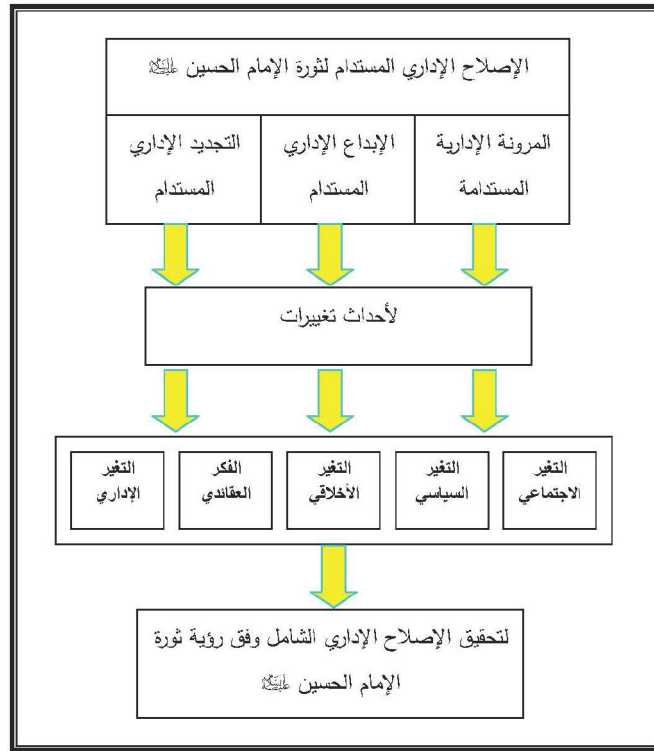 الإصلاح الإداري المستدام لثورة الإمام الحسين عليه السلام
المرونة الإدارية
المستدامة
الإبداع الإداري
المستدام
التجديد الإداري
المستدام
لأحداث تغييرات
التغير
الاجتماعي
التغير
السياسي
التغير
الأخلاقي
الفكر
العقائدي
التغير
الإداري
لتحقيق الإصلاح الإداري الشامل وفق رؤية ثورة
الإمام الحسين عليه السلام